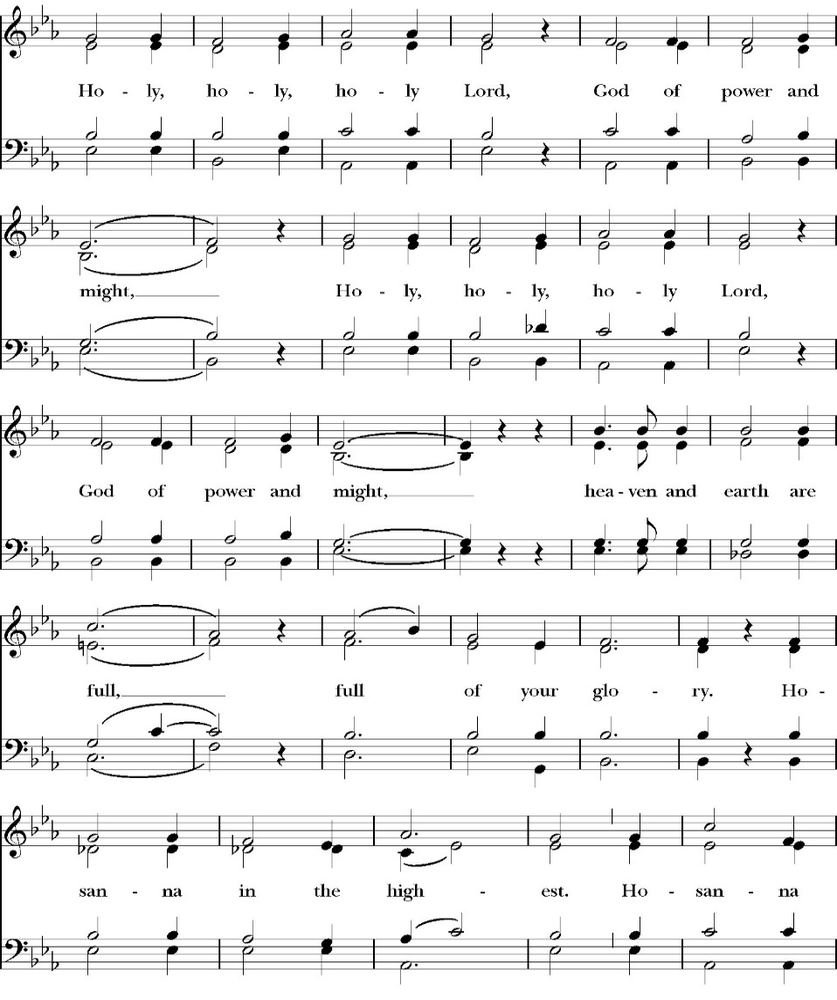 Ho - ly, ho - ly, ho - ly Lord, God of power and
might, Ho - ly, ho - ly, ho - ly Lord,
God of power and might, hea - ven and earth are
full, full of your glo - ry. Ho -
san - na in the high - est. Ho - san - na